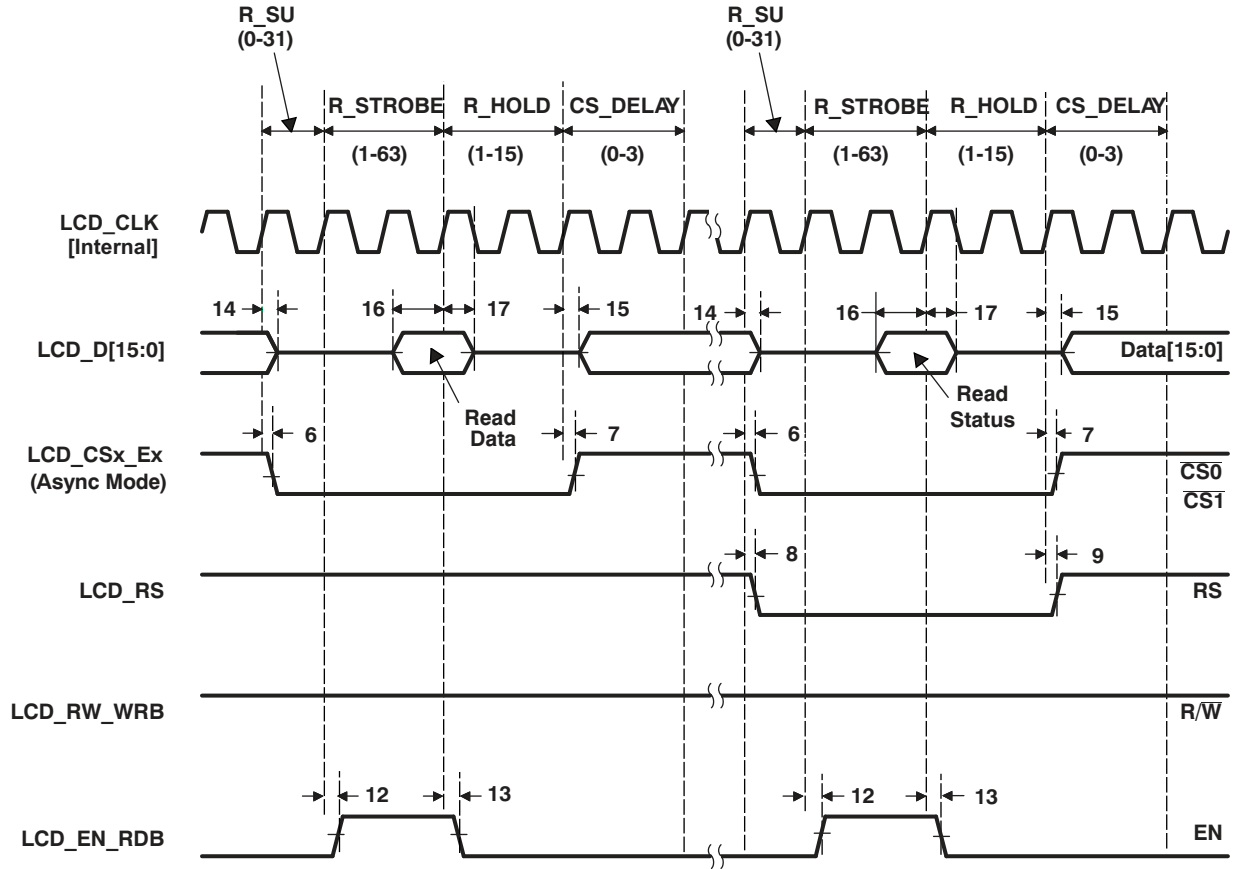 R_SU
(0-31)
R_SU
(0-31)
R_STROBE R_HOLD CS_DELAY
R_STROBE R_HOLD CS_DELAY
(1-63) (1-15) (0-3)
(1-63) (1-15) (0-3)
LCD_CLK
[Internal]
14 16 17 15
14 16 17 15
LCD_D[15:0]
Data[15:0]
Read
Data
Read
Status
6 7
6 7
LCD_CSx_Ex
(Async Mode)
C̅S̅0̅
C̅S̅1̅
8 9
LCD_RS
RS
LCD_RW_WRB
R/W̅
12 13
12 13
LCD_EN_RDB
EN